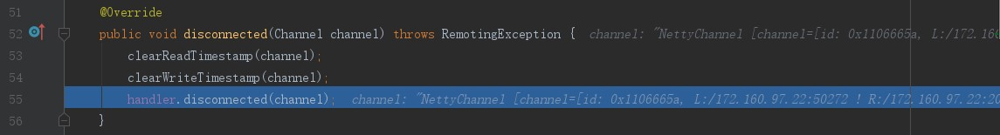 51 @Override
52 public void disconnected(Channel channel) throws RemotingException { channel: "NettyChannel [channel=[id: 0x1106665a, L:/172.160
53 clearReadTimestamp(channel);
54 clearWriteTimestamp(channel);
55 handler.disconnected(channel); channel: "NettyChannel [channel=[id: 0x1106665a, L:/172.160.97.22:50272 ! R:/172.160.97.22:20
56 }